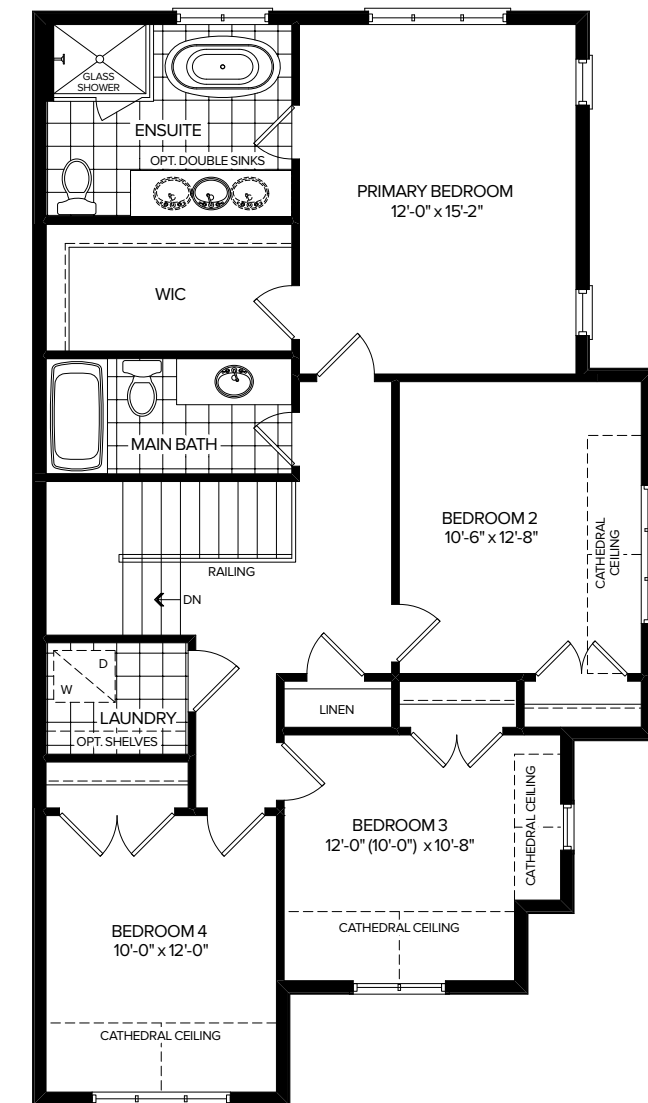 GLASS
SHOWER
ENSUITE
OPT. DOUBLE SINKS
PRIMARY BEDROOM
12'-0" x 15'-2"
WIC
MAIN BATH
BEDROOM 2
10'-6" x 12'-8"
CATHEDRAL
CEILING
RAILING
DN
D
W
LAUNDRY
OPT. SHELVES
LINEN
BEDROOM 3
12'-0" (10'-0") x 10'-8"
CATHEDRAL CEILING
CATHEDRAL CEILING
BEDROOM 4
10'-0" x 12'-0"
CATHEDRAL CEILING